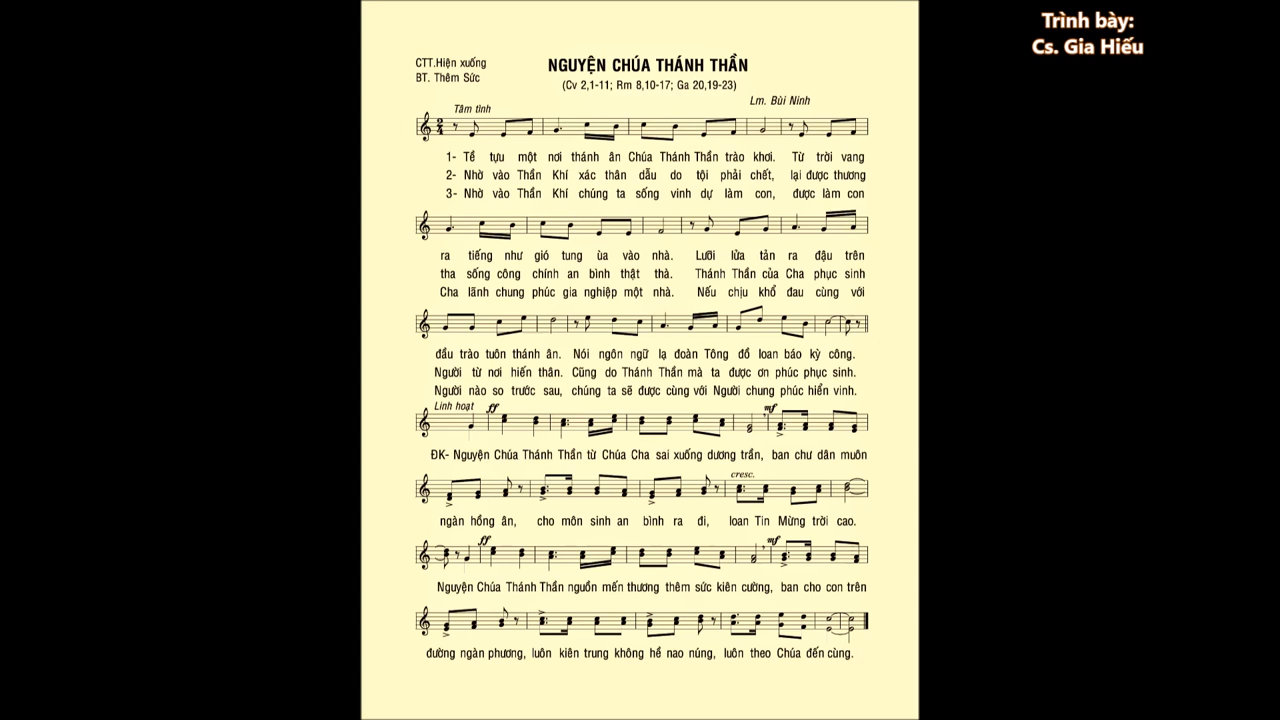 Trình bày:
Cs. Gia Hiếu
CTT.Hiện xuống
BT. Thêm Sức
NGUYỆN CHÚA THÁNH THẦN
(Cv 2,1-11; Rm 8,10-17; Ga 20,19-23)
Lm. Bùi Ninh
Tâm tình
1- Tề tựu một nơi thánh ân Chúa Thánh Thần trào khơi. Từ trời vang
2- Nhờ vào Thần Khí xác thân dẫu do tội phải chết, lại được thương
3- Nhờ vào Thần Khí chúng ta sống vinh dự làm con, được làm con
ra tiếng như gió tung ùa vào nhà. Lưỡi lửa tản ra đậu trên
tha sống công chính an bình thật thà. Thánh Thần của Cha phục sinh
Cha lãnh chung phúc gia nghiệp một nhà. Nếu chịu khổ đau cùng với
đầu trào tuôn thánh ân. Nói ngôn ngữ lạ đoàn Tông đồ loan báo kỳ công.
Người từ nơi hiến thân. Cũng do Thánh Thần mà ta được ơn phúc phục sinh.
Người nào so trước sau, chúng ta sẽ được cùng với Người chung phúc hiển vinh.
Linh hoạt ff mf
ĐK- Nguyện Chúa Thánh Thần từ Chúa Cha sai xuống dương trần, ban chư dân muôn
cresc.
ngàn hồng ân, cho môn sinh an bình ra đi, loan Tin Mừng trời cao.
ff mf
Nguyện Chúa Thánh Thần nguồn mến thương thêm sức kiên cường, ban cho con trên
đường ngàn phương, luôn kiên trung không hề nao núng, luôn theo Chúa đến cùng.